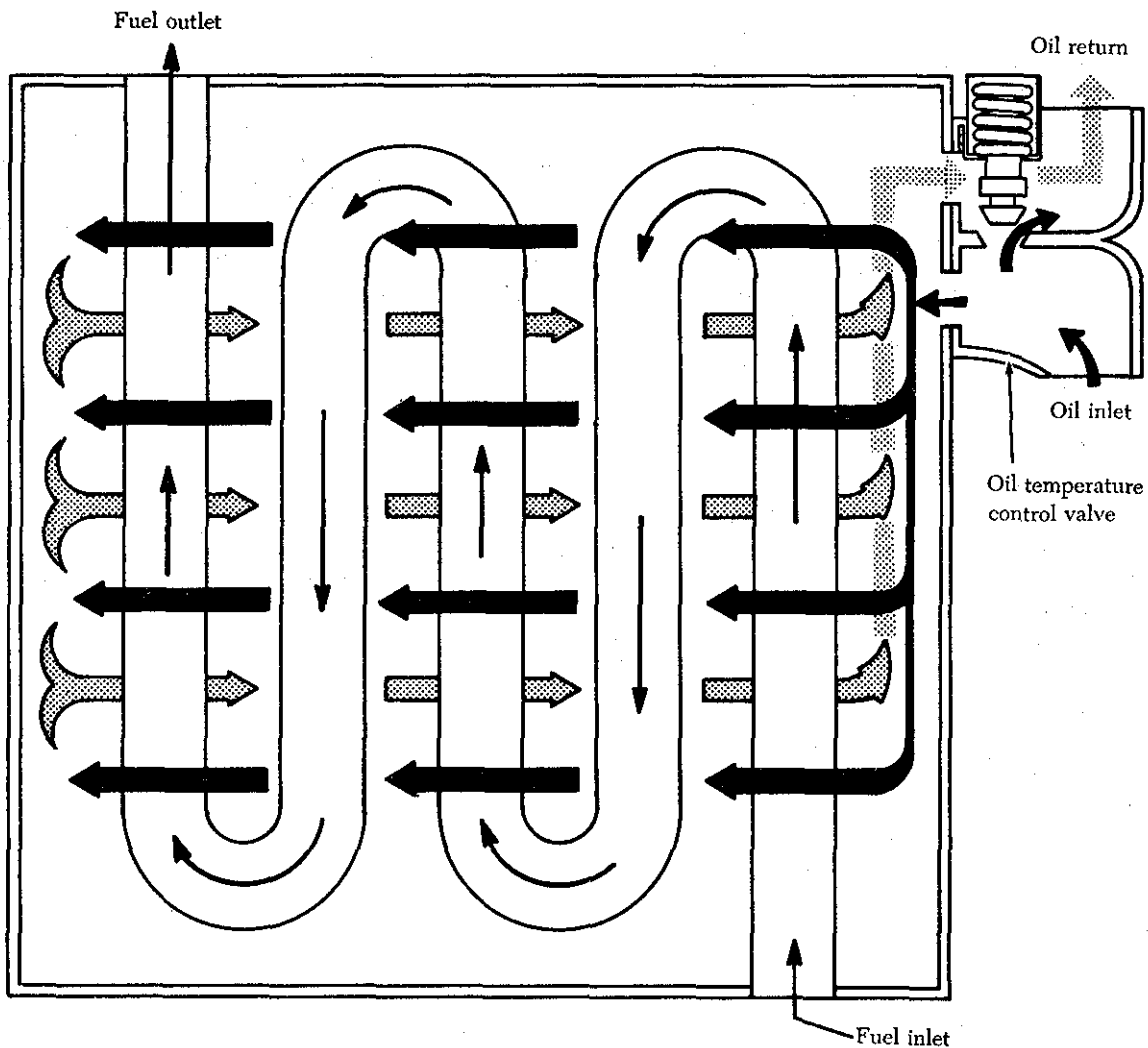 Fuel outlet
Oil return
Oil inlet
Oil temperature
control valve
Fuel inlet